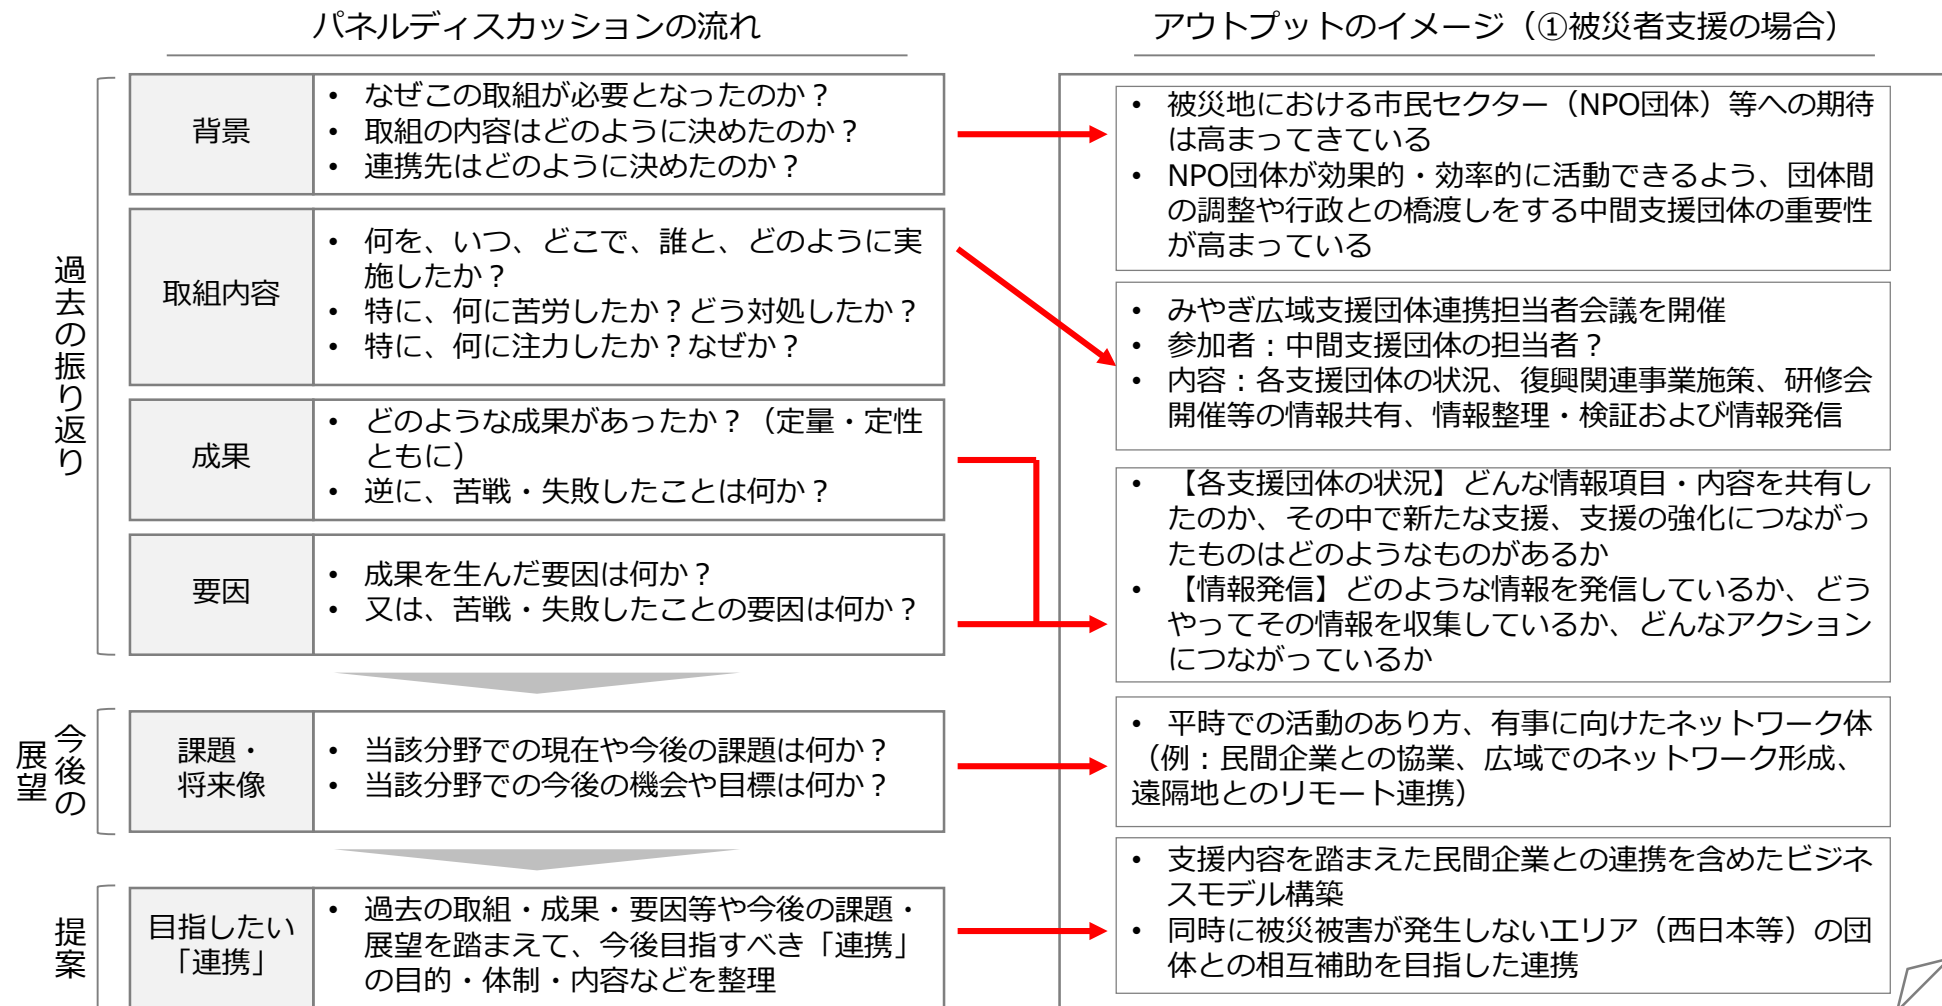 パネルディスカッションの流れ
アウトプットのイメージ（①被災者支援の場合）
過去の振り返り
背景
• なぜこの取組が必要となったのか？
• 取組の内容はどのように決めたのか？
• 連携先はどのように決めたのか？
取組内容
• 何を、いつ、どこで、誰と、どのように実
施したか？
• 特に、何に苦労したか？どう対処したか？
• 特に、何に注力したか？なぜか？
成果
• どのような成果があったか？（定量・定性
ともに）
• 逆に、苦戦・失敗したことは何か？
要因
• 成果を生んだ要因は何か？
• 又は、苦戦・失敗したことの要因は何か？
今後の
展望
課題・
将来像
• 当該分野での現在や今後の課題は何か？
• 当該分野での今後の機会や目標は何か？
提案
目指したい
「連携」
• 過去の取組・成果・要因等や今後の課題・
展望を踏まえて、今後目指すべき「連携」
の目的・体制・内容などを整理
• 被災地における市民セクター（NPO団体）等への期待
は高まってきている
• NPO団体が効果的・効率的に活動できるよう、団体間
の調整や行政との橋渡しをする中間支援団体の重要性
が高まっている
• みやぎ広域支援団体連携担当者会議を開催
• 参加者：中間支援団体の担当者？
• 内容：各支援団体の状況、復興関連事業施策、研修会
開催等の情報共有、情報整理・検証および情報発信
• 【各支援団体の状況】どんな情報項目・内容を共有し
たのか、その中で新たな支援、支援の強化につながっ
たものはどのようなものがあるか
• 【情報発信】どのような情報を発信しているか、どう
やってその情報を収集しているか、どんなアクション
につながっているか
• 平時での活動のあり方、有事に向けたネットワーク体
（例：民間企業との協業、広域でのネットワーク形成、
遠隔地とのリモート連携）
• 支援内容を踏まえた民間企業との連携を含めたビジネ
スモデル構築
• 同時に被災被害が発生しないエリア（西日本等）の団
体との相互補助を目指した連携